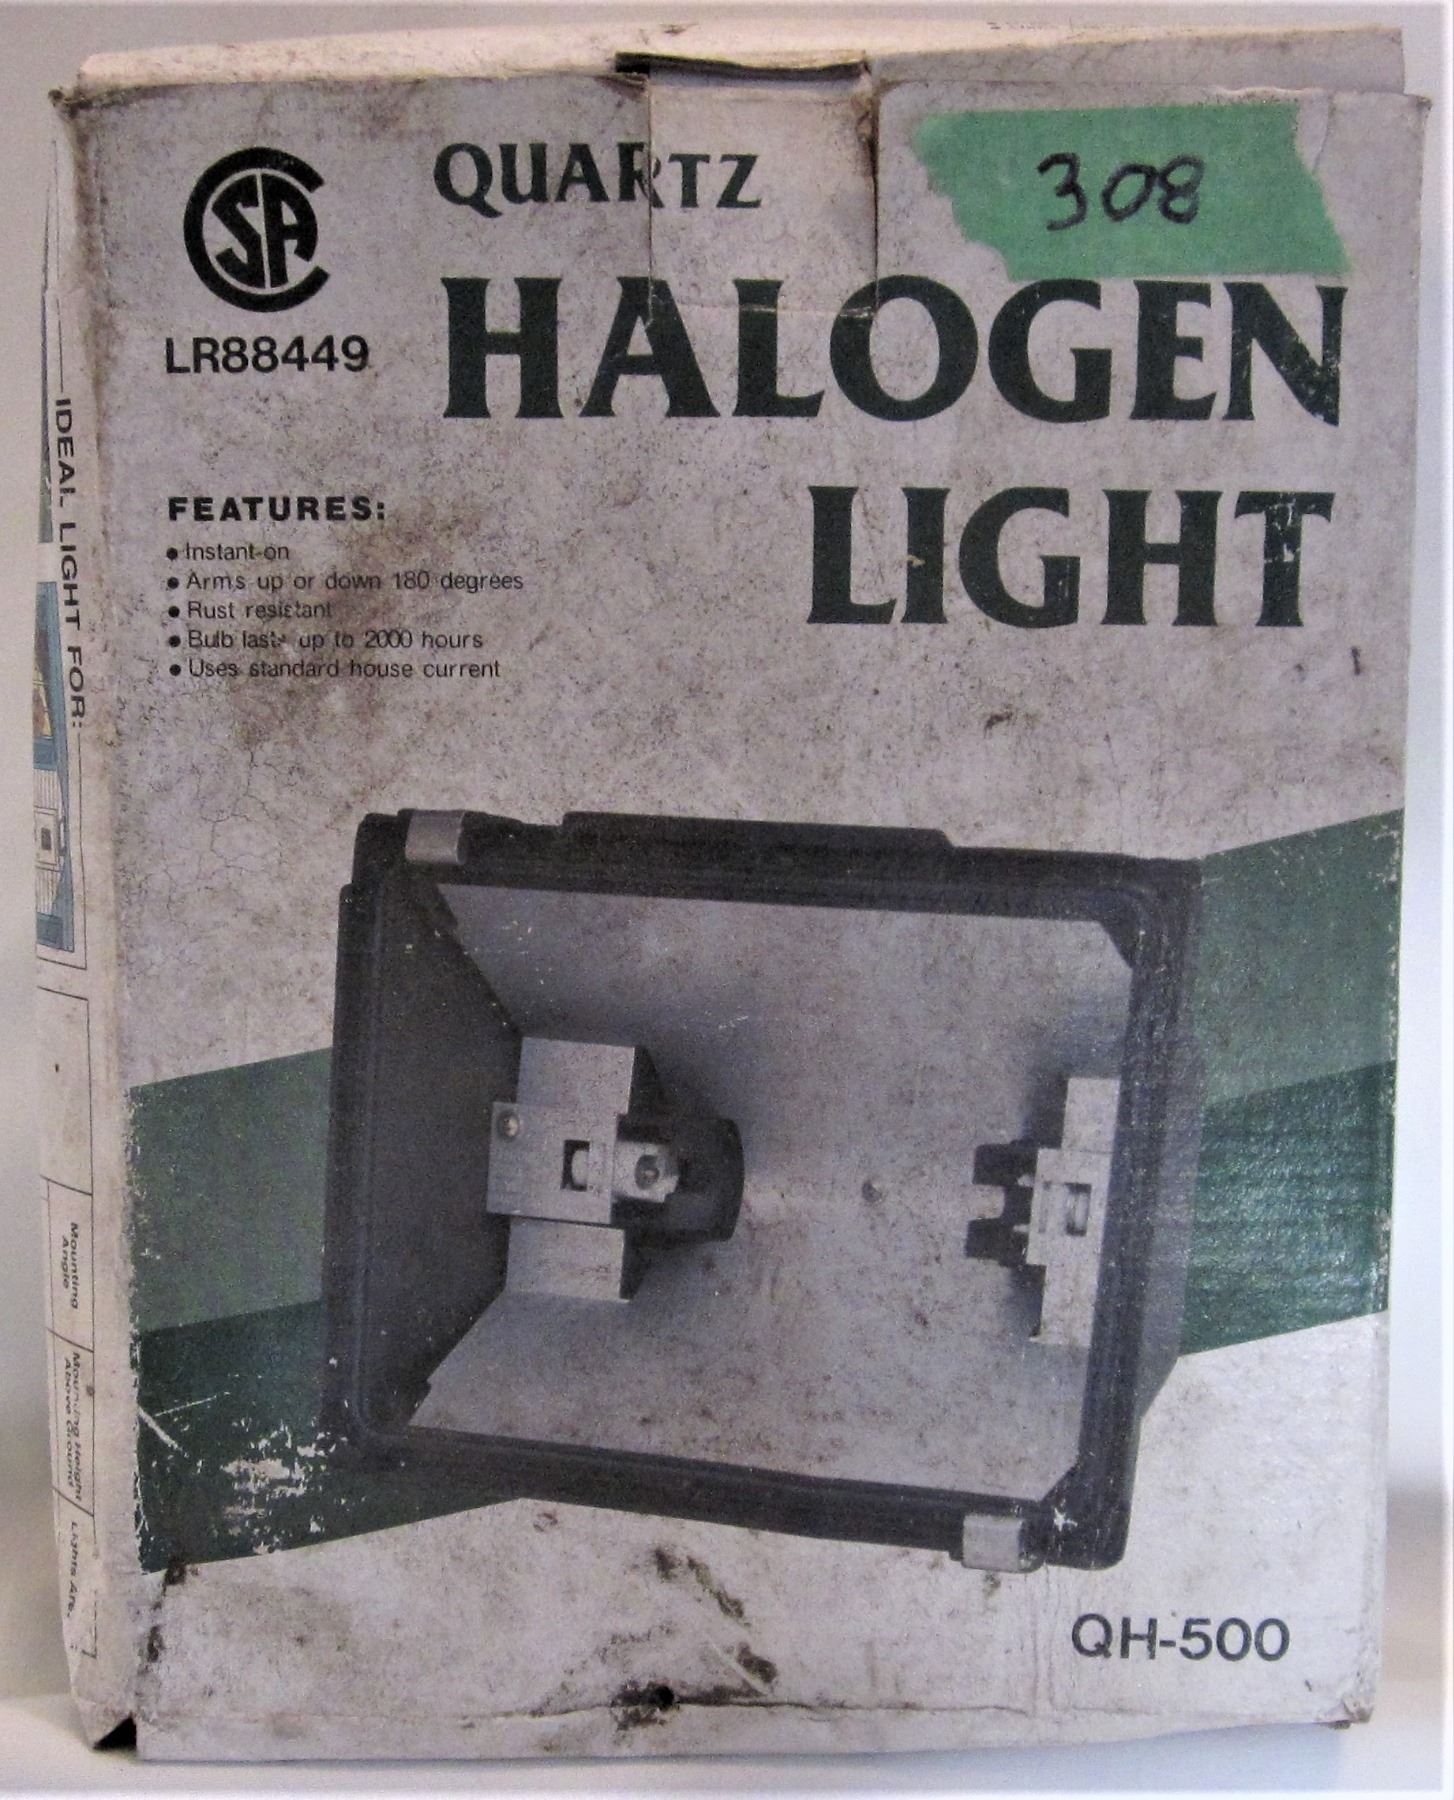 308
CSA
LR88449
QUARTZ
HALOGEN
LIGHT
FEATURES:
• Instant-on
• Arms up or down 180 degrees
• Rust resistant
• Bulb lasts up to 2000 hours
• Uses standard house current
QH-500
IDEAL LIGHT FOR:
Mounting
Angle
Mounting Height
Above Ground
Lights Are.